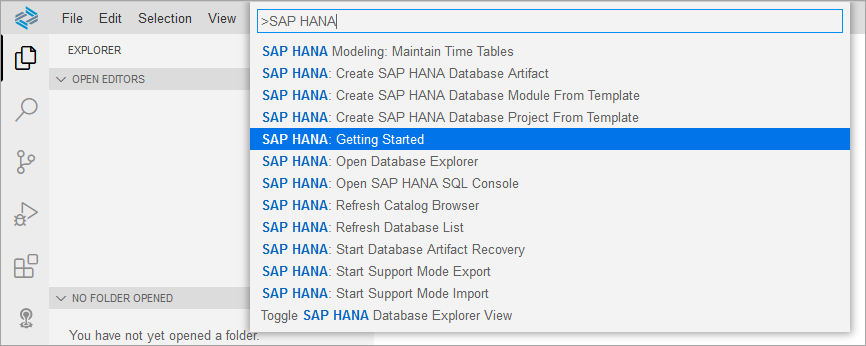 File Edit Selection View
>SAP HANA
EXPLORER
OPEN EDITORS
SAP HANA Modeling: Maintain Time Tables
SAP HANA: Create SAP HANA Database Artifact
SAP HANA: Create SAP HANA Database Module From Template
SAP HANA: Create SAP HANA Database Project From Template
SAP HANA: Getting Started
SAP HANA: Open Database Explorer
SAP HANA: Open SAP HANA SQL Console
SAP HANA: Refresh Catalog Browser
SAP HANA: Refresh Database List
SAP HANA: Start Database Artifact Recovery
SAP HANA: Start Support Mode Export
SAP HANA: Start Support Mode Import
Toggle SAP HANA Database Explorer View
NO FOLDER OPENED
You have not yet opened a folder.